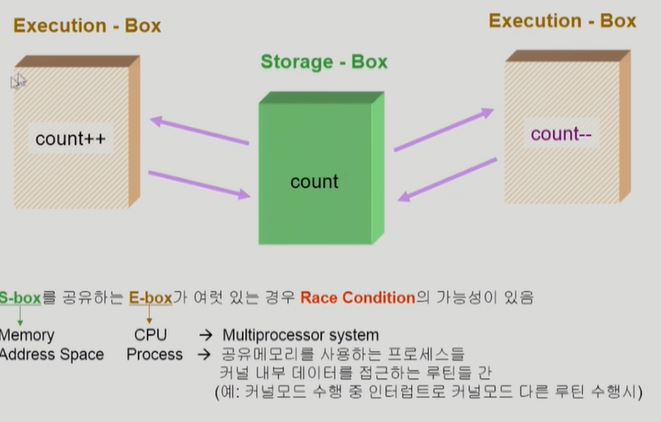 Execution - Box
Execution - Box
Storage - Box
count++
count
count--
S-box를 공유하는 E-box가 여럿 있는 경우 Race Condition의 가능성이 있음
Memory CPU → Multiprocessor system
Address Space Process → 공유메모리를 사용하는 프로세스들
커널 내부 데이터를 접근하는 루틴들 간
(예: 커널모드 수행 중 인터럽트로 커널모드 다른 루틴 수행시)